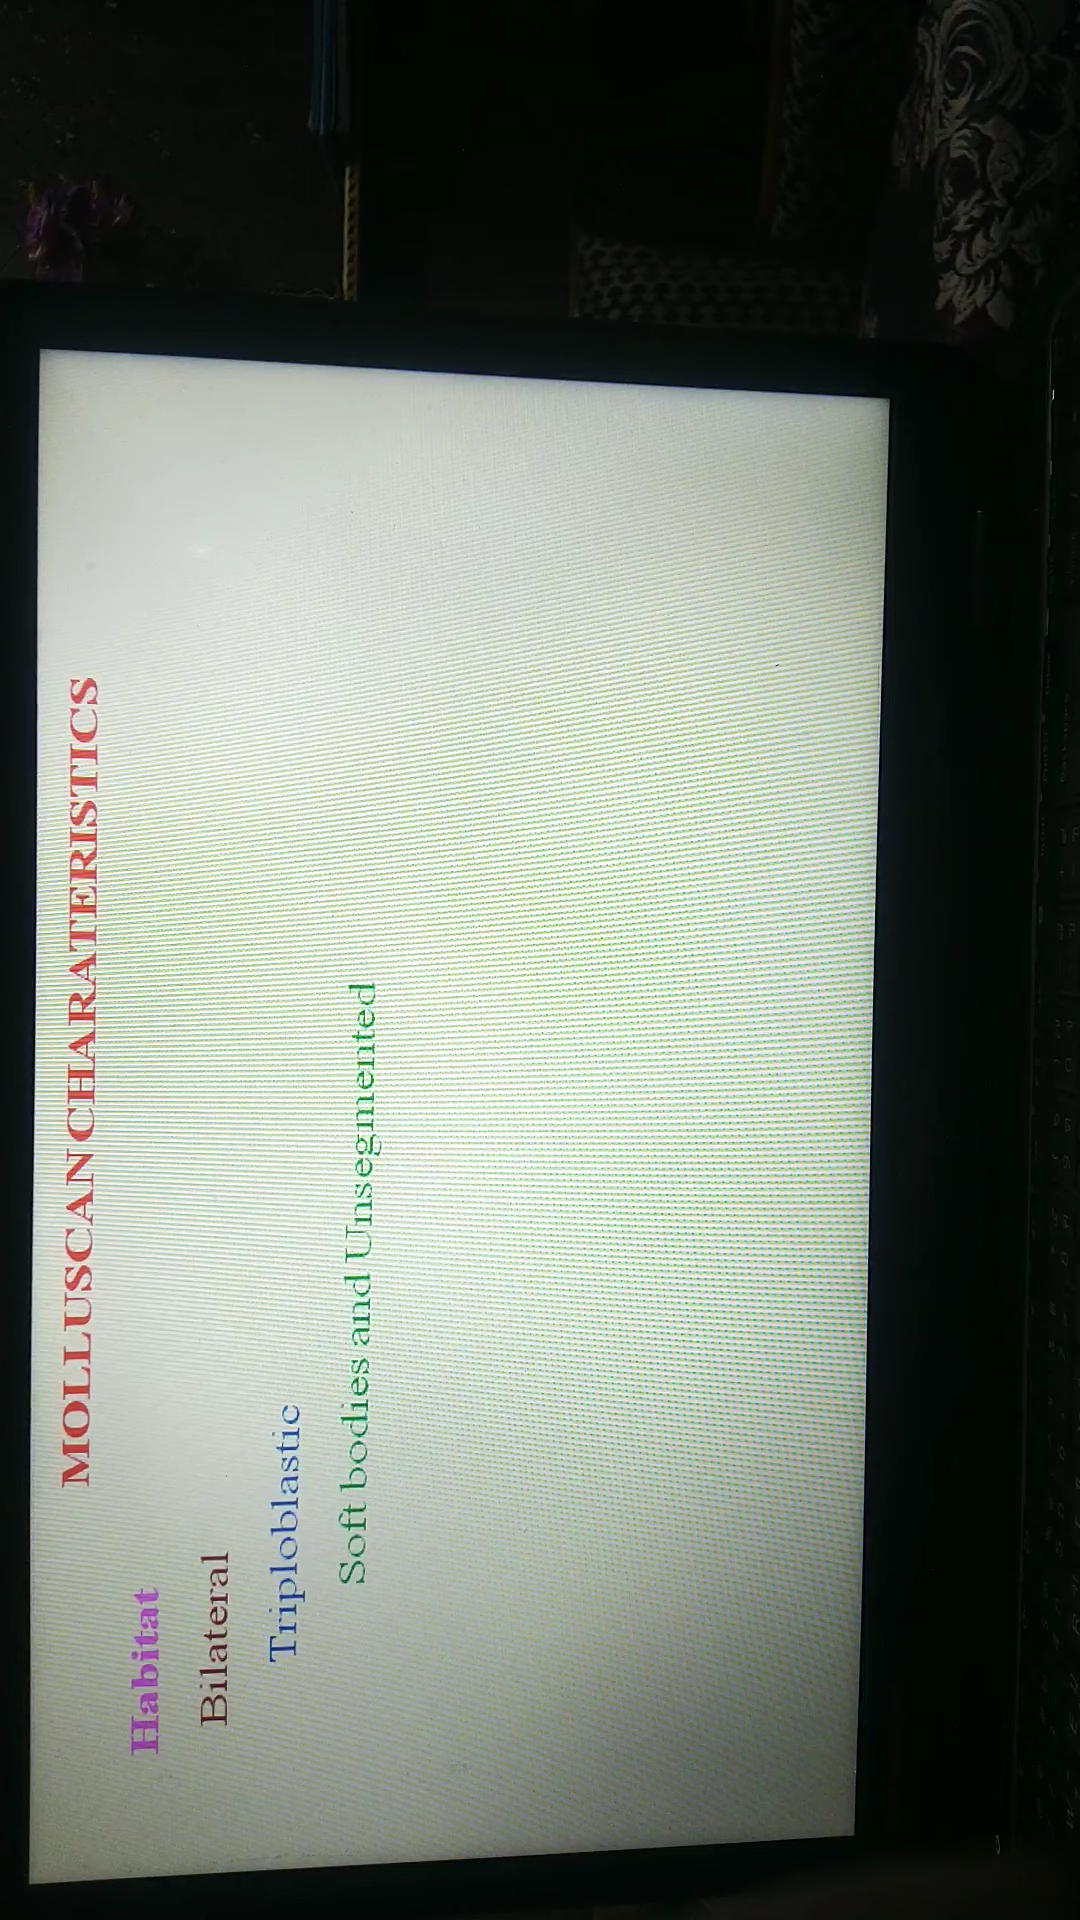 MOLLUSCAN CHARATERISTICS
Habitat
Bilateral
Triploblastic
Soft bodies and Unsegmented